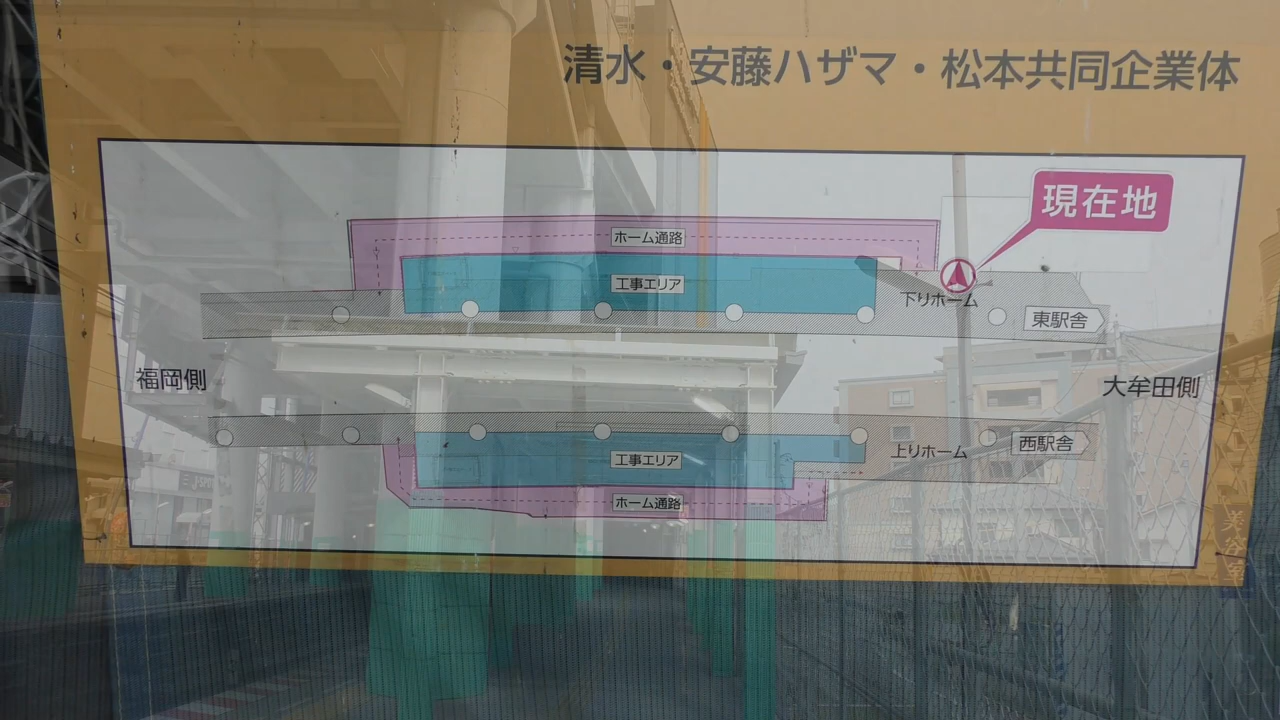 清水・安藤ハザマ・松本共同企業体
現在地
ホーム通路
工事エリア
下りホーム
東駅舎
福岡側
大牟田側
上りホーム
西駅舎
工事エリア
ホーム通路